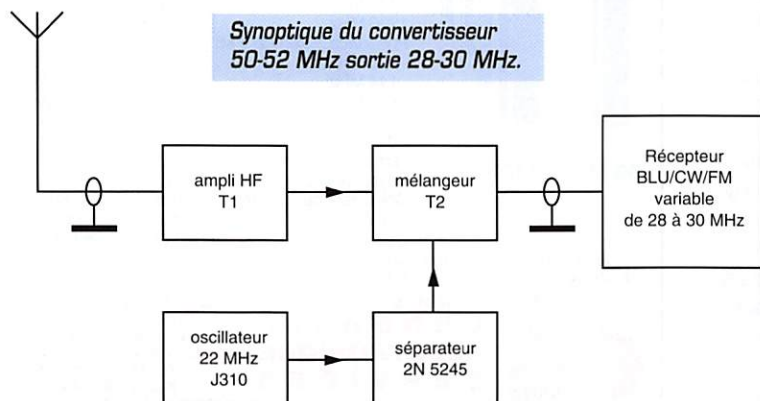 Synoptique du convertisseur
50-52 MHz sortie 28-30 MHz.
ampli HF
T1
mélangeur
T2
Récepteur
BLU/CW/FM
variable
de 28 à 30 MHz
oscillateur
22 MHz
J310
séparateur
2N 5245